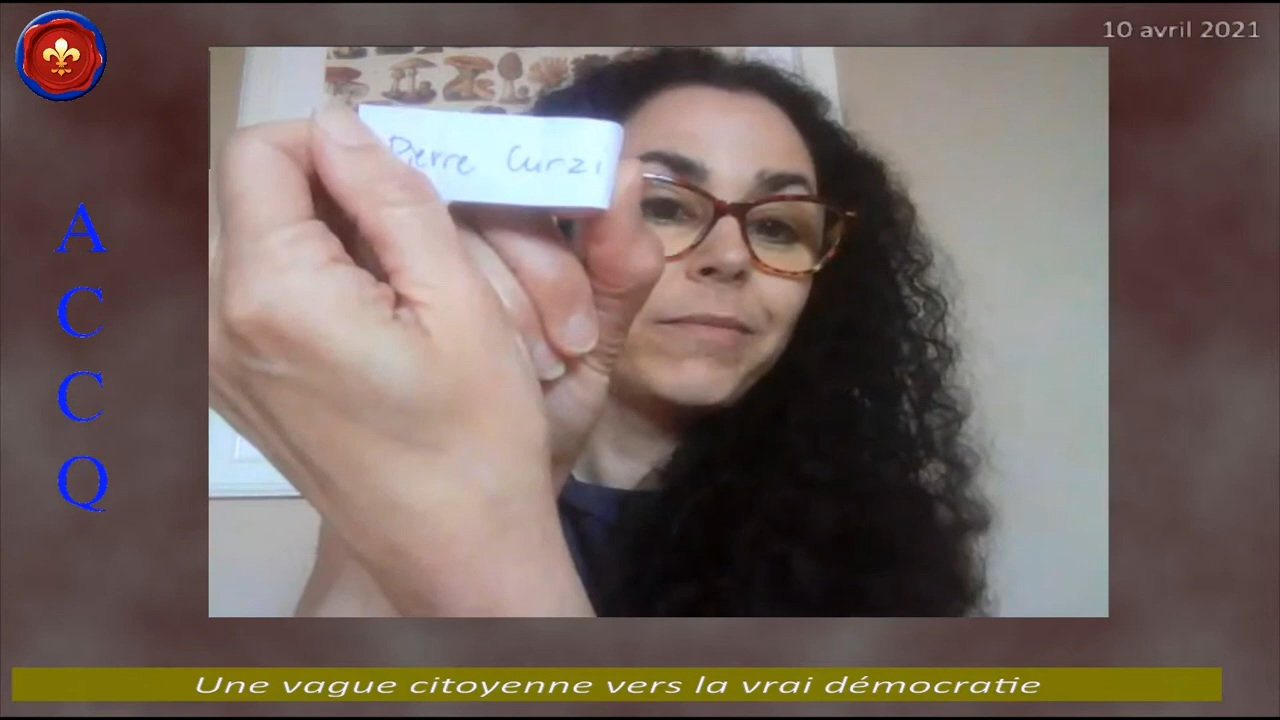 10 avril 2021
Pierre Curzi
A
C
C
Q
Une vague citoyenne vers la vrai démocratie